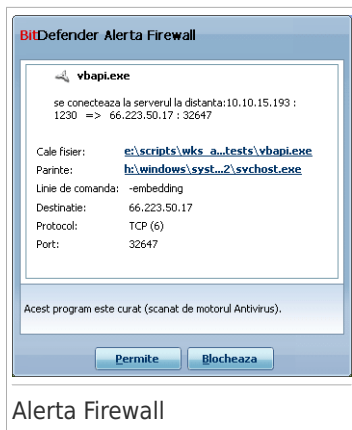 BitDefender Alerta Firewall
vbapi.exe
se conecteaza la serverul la distanta:10.10.15.193 :
1230 => 66.223.50.17 : 32647
Cale fisier: e:\scripts\wks_a...tests\vbapi.exe
Parinte: h:\windows\syst...2\svchost.exe
Linie de comanda: -embedding
Destinatie: 66.223.50.17
Protocol: TCP (6)
Port: 32647
Acest program este curat (scanat de motorul Antivirus).
Permite Blocheaza
Alerta Firewall